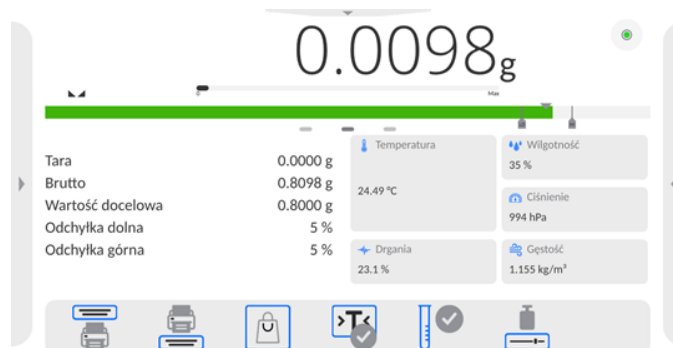 0.0098g
0 Max
Tara 0.0000 g
Brutto 0.8098 g
Wartość docelowa 0.8000 g
Odchyłka dolna 5 %
Odchyłka górna 5 %
Temperatura
24.49 °C
Drgania
23.1 %
Wilgotność
35 %
Ciśnienie
994 hPa
Gęstość
1.155 kg/m³
>T<